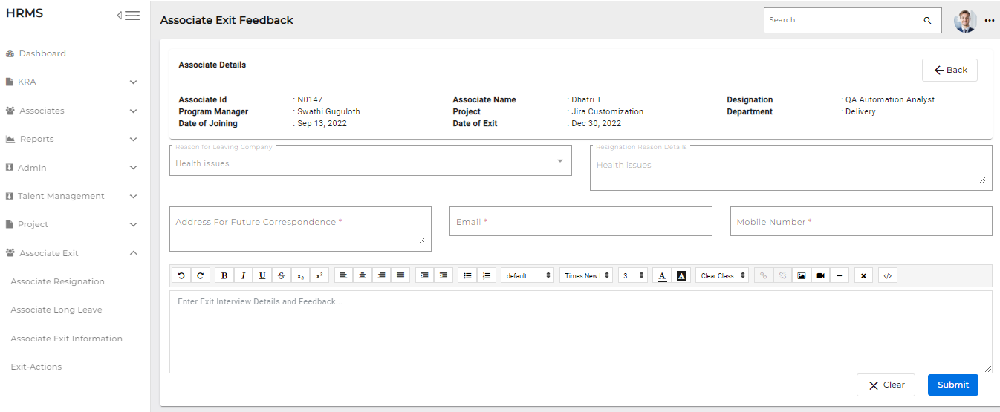 HRMS
Associate Exit Feedback
Search
Dashboard
KRA
Associates
Reports
Admin
Talent Management
Project
Associate Exit
Associate Resignation
Associate Long Leave
Associate Exit Information
Exit-Actions
Associate Details
Back
Associate Id : N0147 Associate Name : Dhatri T Designation : QA Automation Analyst
Program Manager : Swathi Guguloth Project : Jira Customization Department : Delivery
Date of Joining : Sep 13, 2022 Date of Exit : Dec 30, 2022
Reason for Leaving Company
Health issues
Resignation Reason Details
Health issues
Address For Future Correspondence *
Email *
Mobile Number *
B I U S x₂ x² default Times New 3 A A Clear Class </>
Enter Exit Interview Details and Feedback...
Clear
Submit